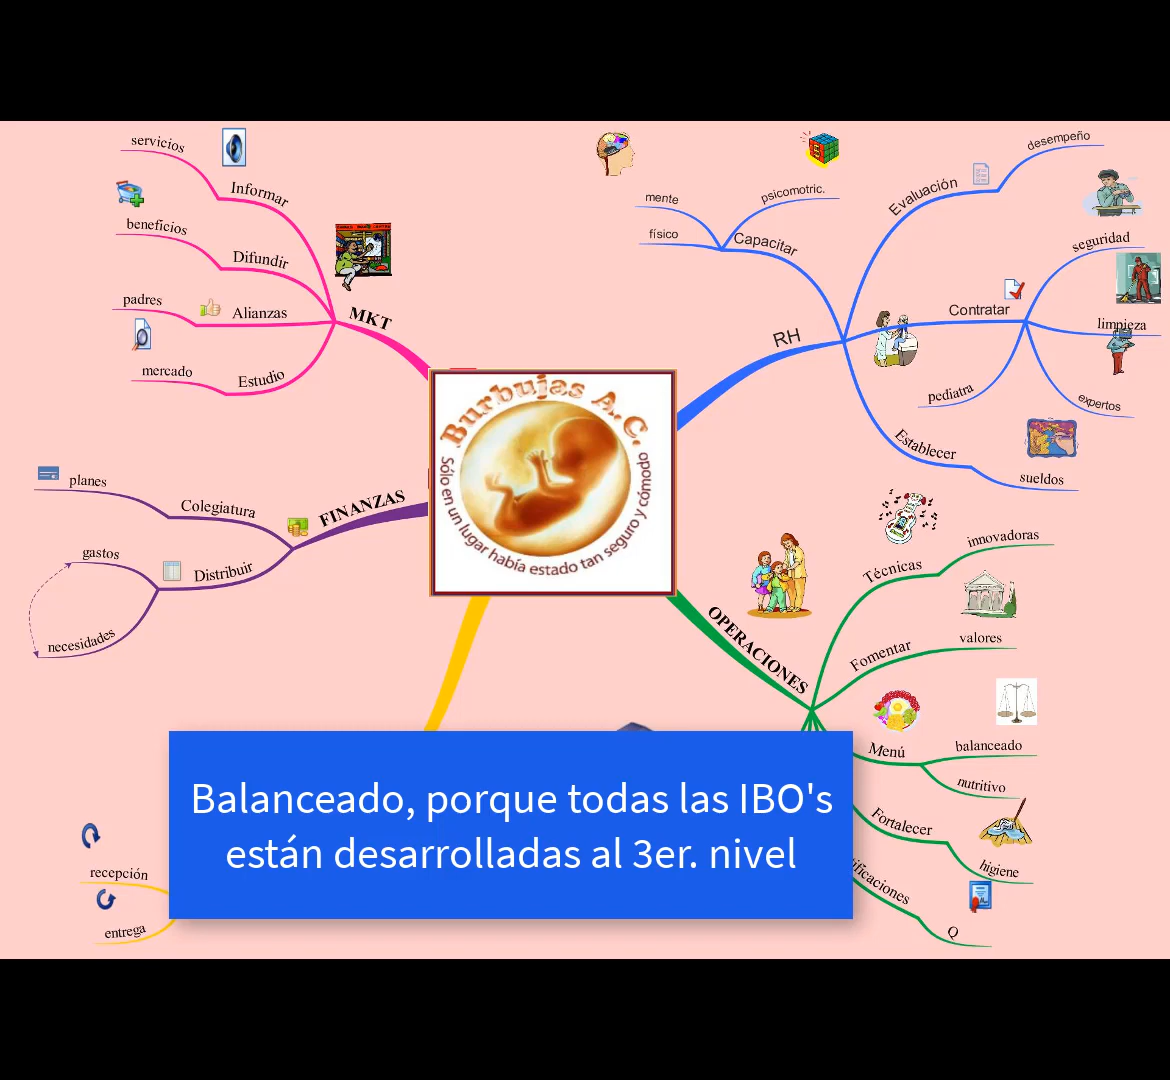 servicios
Informar
beneficios
Difundir
padres
Alianzas
mercado
Estudio
MKT
planes
Colegiatura
FINANZAS
gastos
Distribuir
necesidades
recepción
entrega
Burbujas A.C.
Sólo en un lugar había estado tan seguro y cómodo
mente
psicomotric.
físico
Capacitar
RH
Evaluación
desempeño
Contratar
seguridad
limpieza
pediatra
expertos
Establecer
sueldos
OPERACIONES
Técnicas
innovadoras
Fomentar
valores
Menú
balanceado
nutritivo
Fortalecer
higiene
ificaciones
Q
Balanceado, porque todas las IBO's
están desarrolladas al 3er. nivel